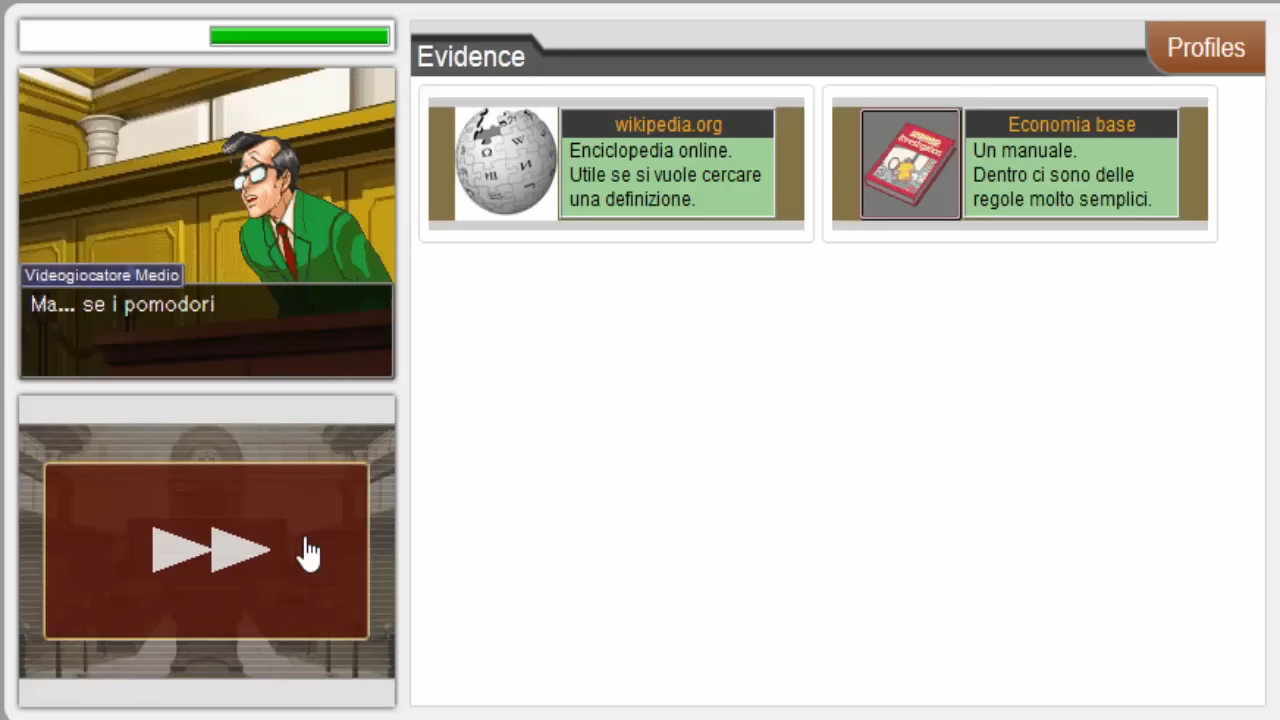 Evidence
Profiles
wikipedia.org
Enciclopedia online.
Utile se si vuole cercare
una definizione.
Economia base
Un manuale.
Dentro ci sono delle
regole molto semplici.
Videogiocatore Medio
Ma... se i pomodori